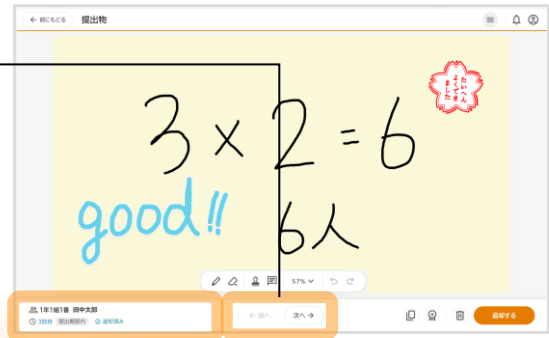 ← 前にもどる 提出物
たいへん
よくでき
ました
3×2=6
good!!
6人
57%
1年1組1番 田中太郎
3回目 提出期限内 返却済み
← 前へ 次へ →
返却する